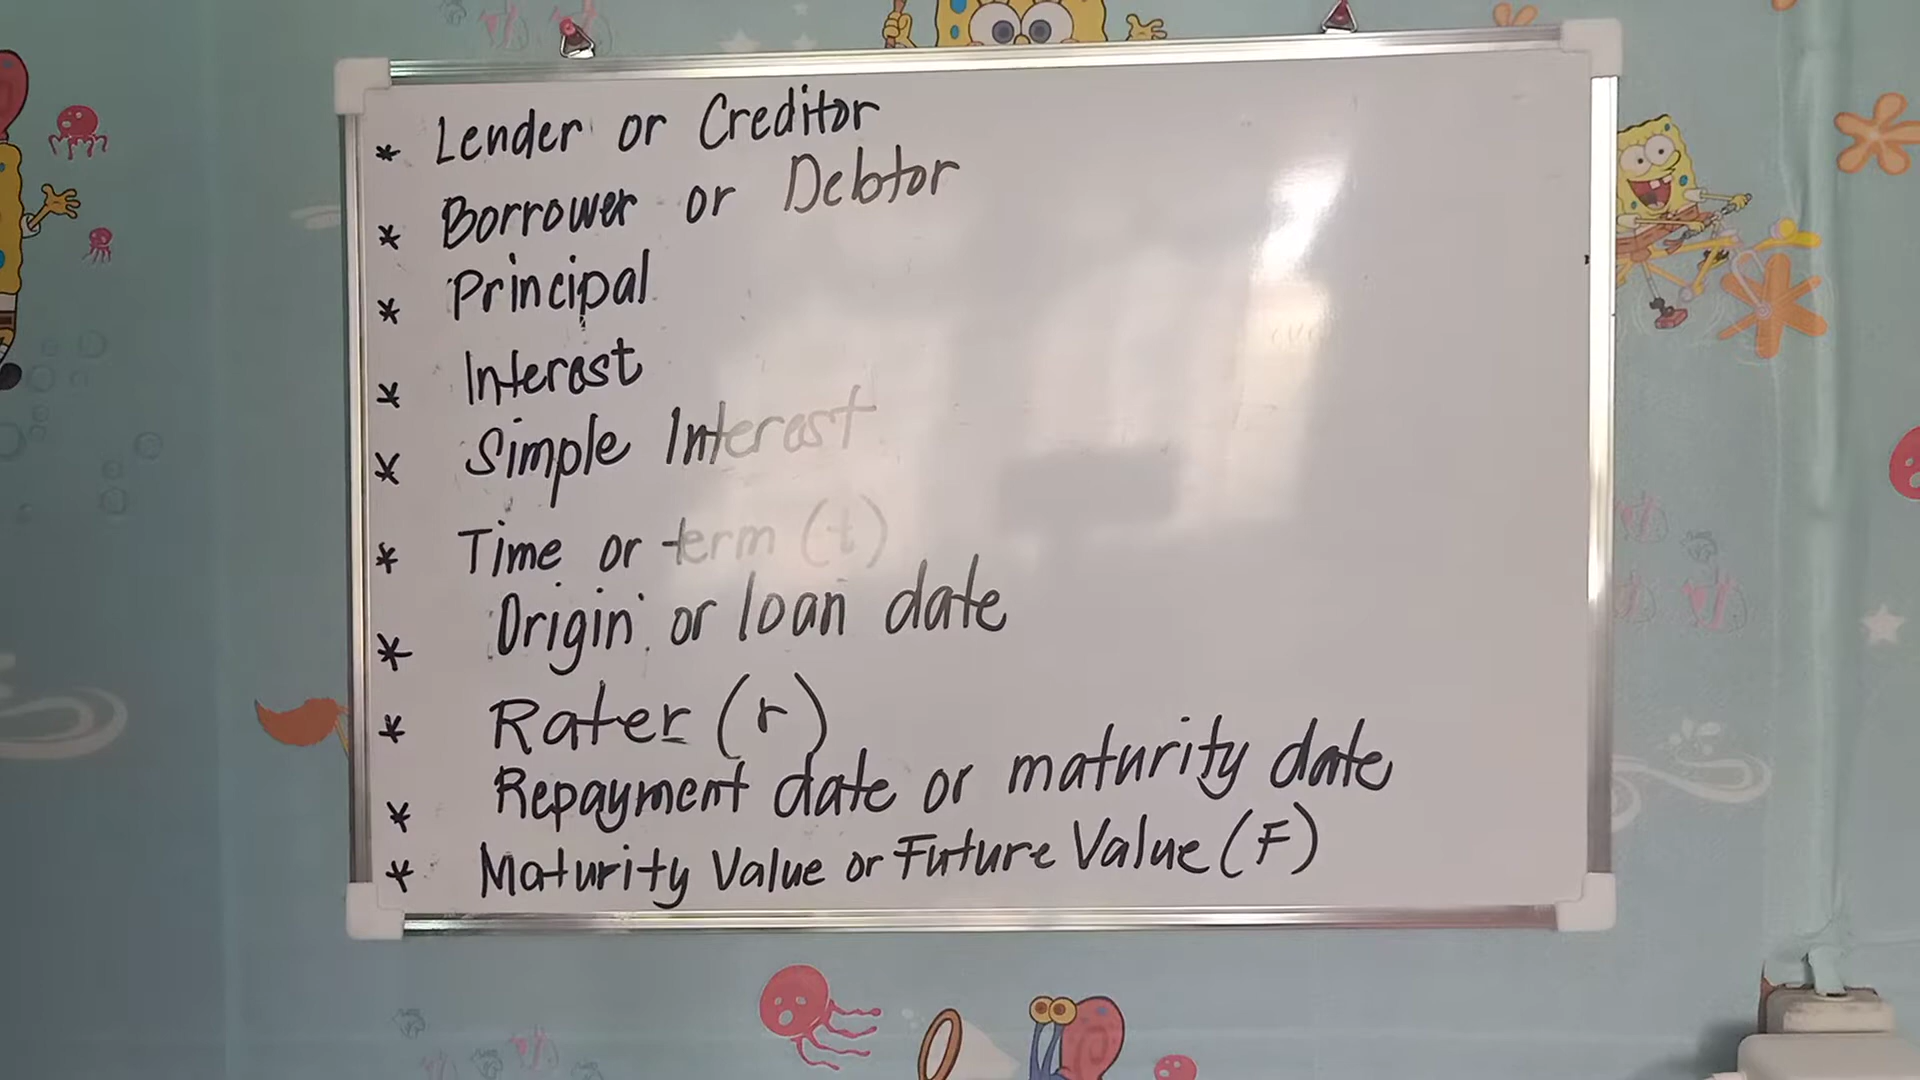 * Lender or Creditor
* Borrower or Debtor
* Principal
* Interest
* Simple Interest
* Time or term (t)
* Origin or loan date
* Rater (r)
* Repayment date or maturity date
* Maturity Value or Future Value (F)